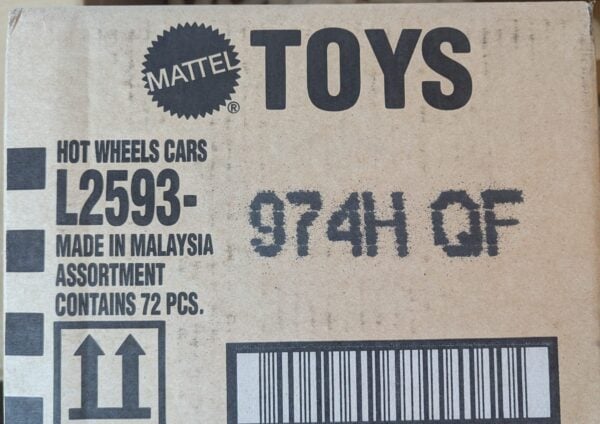 MATTEL® TOYS
HOT WHEELS CARS
L2593- 974H QF
MADE IN MALAYSIA
ASSORTMENT
CONTAINS 72 PCS.